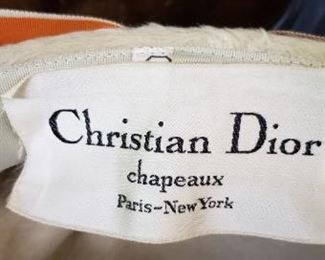 Christian Dior
chapeaux
Paris-New York